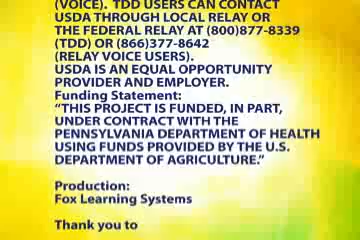 (VOICE).  TDD USERS CAN CONTACT
USDA THROUGH LOCAL RELAY OR
THE FEDERAL RELAY AT (800)877-8339
(TDD) OR (866)377-8642
(RELAY VOICE USERS).
USDA IS AN EQUAL OPPORTUNITY
PROVIDER AND EMPLOYER.
Funding Statement:
“THIS PROJECT IS FUNDED, IN PART,
UNDER CONTRACT WITH THE
PENNSYLVANIA DEPARTMENT OF HEALTH
USING FUNDS PROVIDED BY THE U.S.
DEPARTMENT OF AGRICULTURE.”
Production:
Fox Learning Systems
Thank you to